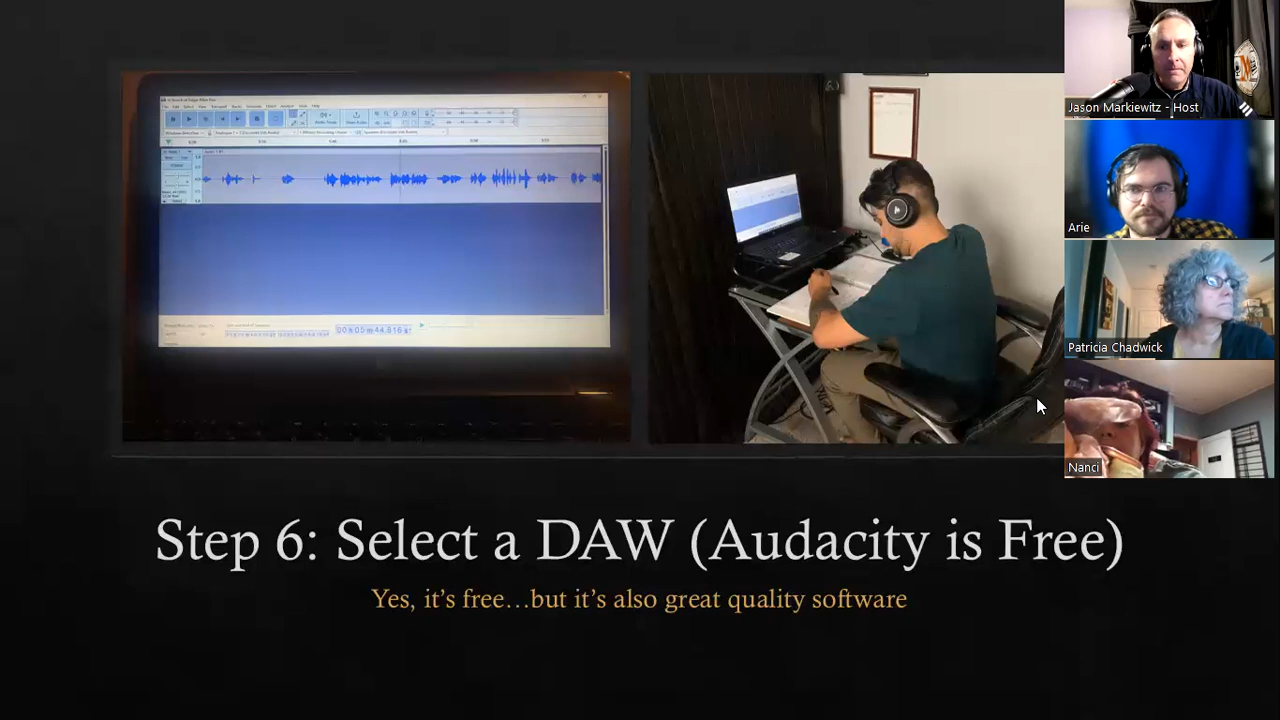 Jason Markiewitz - Host
Arie
Patricia Chadwick
Nanci
Step 6: Select a DAW (Audacity is Free)
Yes, it's free…but it's also great quality software